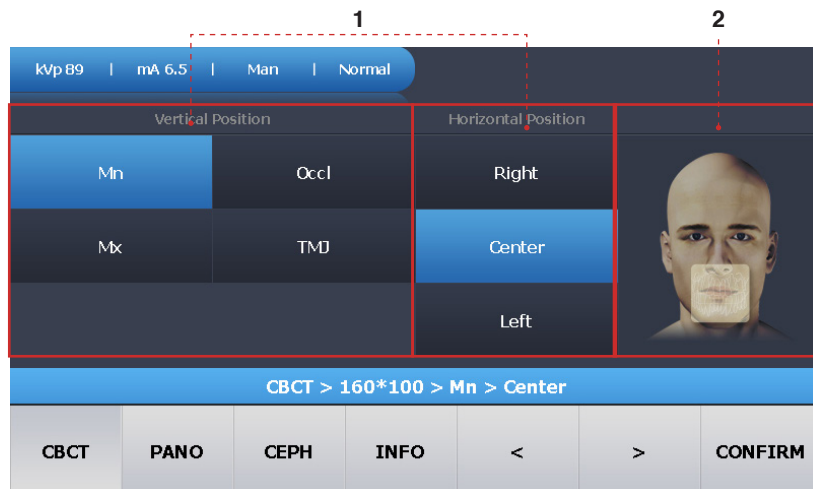 1 2
kVp 89 | mA 6.5 | Man | Normal
Vertical Position Horizontal Position
Mn Occl Right
Mx TMJ Center
Left
CBCT > 160*100 > Mn > Center
CBCT PANO CEPH INFO < > CONFIRM